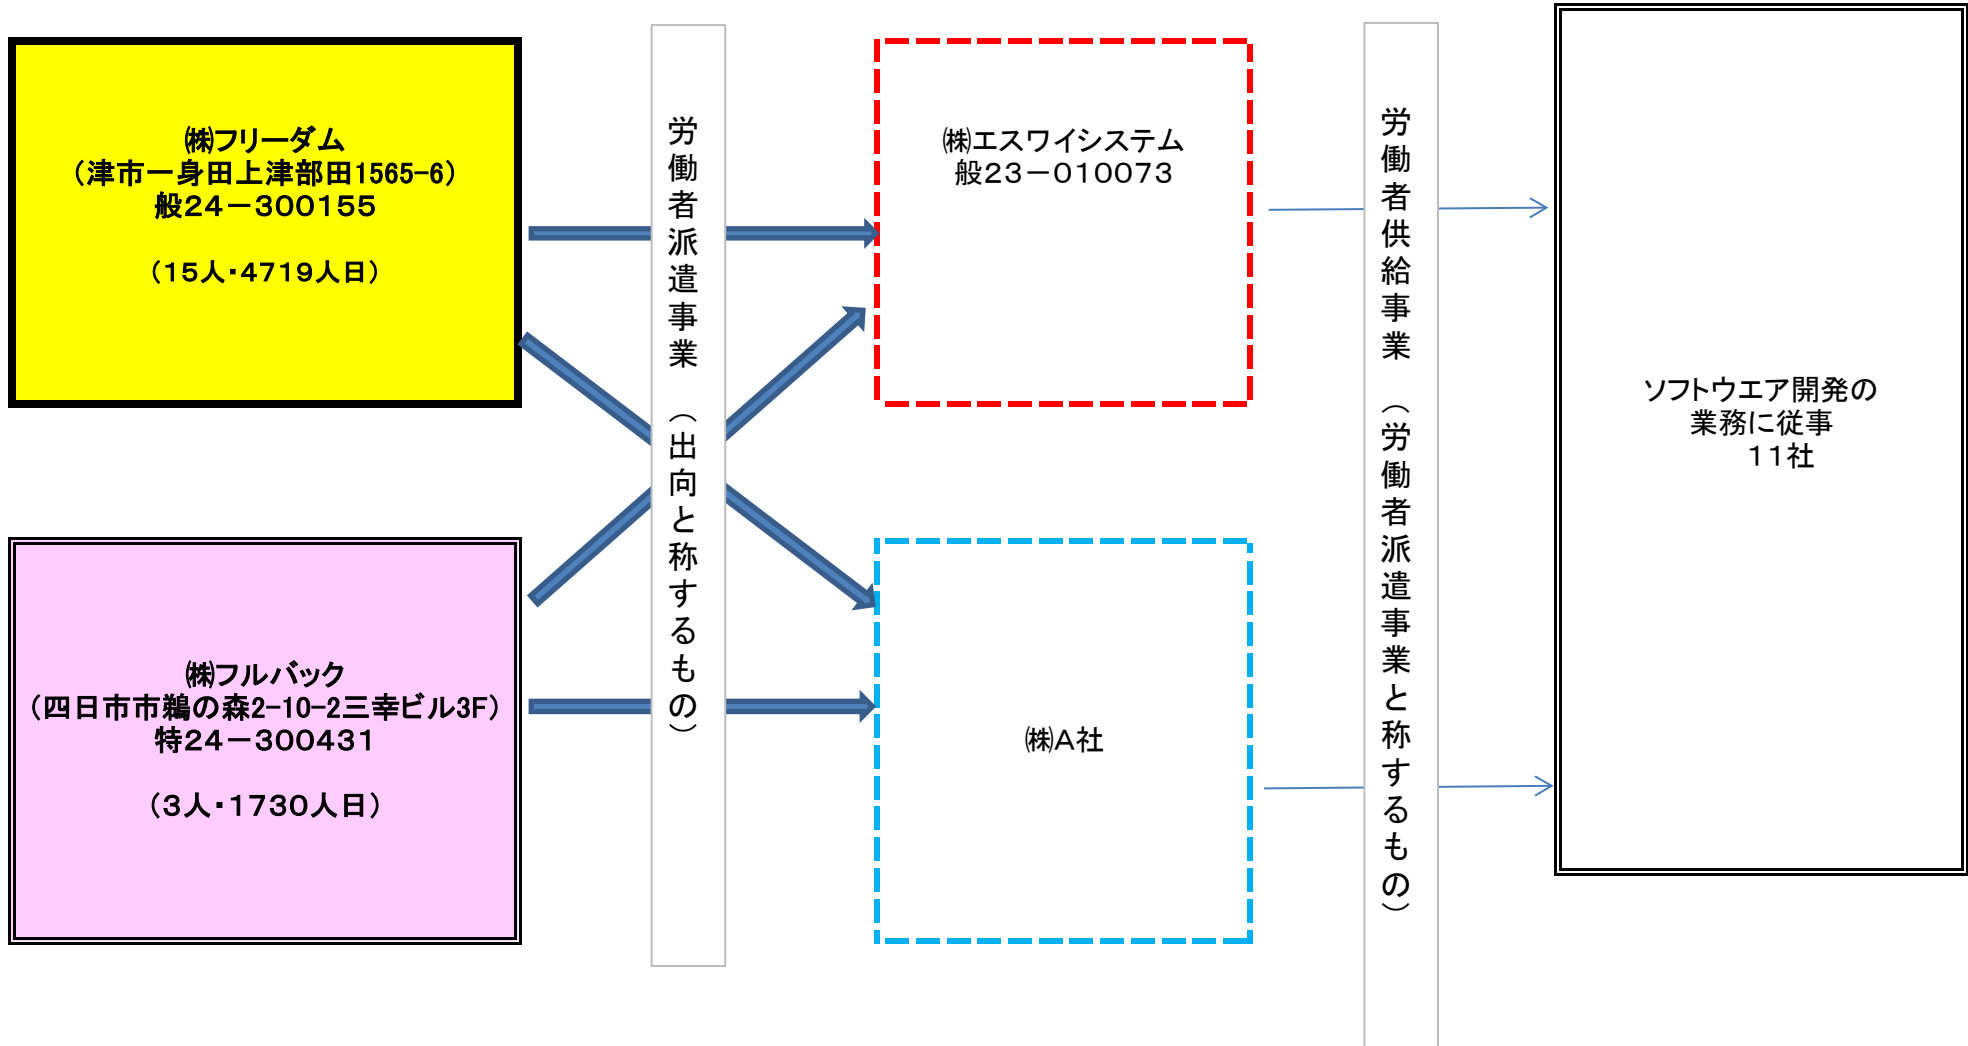 ㈱フリーダム
（津市一身田上津部田1565-6）
般２４－３００１５５
（１５人・４７１９人日）
㈱フルバック
（四日市市鵜の森2-10-2三幸ビル3F）
特２４－３００４３１
（３人・１７３０人日）
労働者派遣事業　（出向と称するもの）
㈱エスワイシステム
般２３－０１００７３
㈱Ａ社
労働者供給事業　（労働者派遣事業と称するもの）
ソフトウエア開発の
業務に従事
１１社